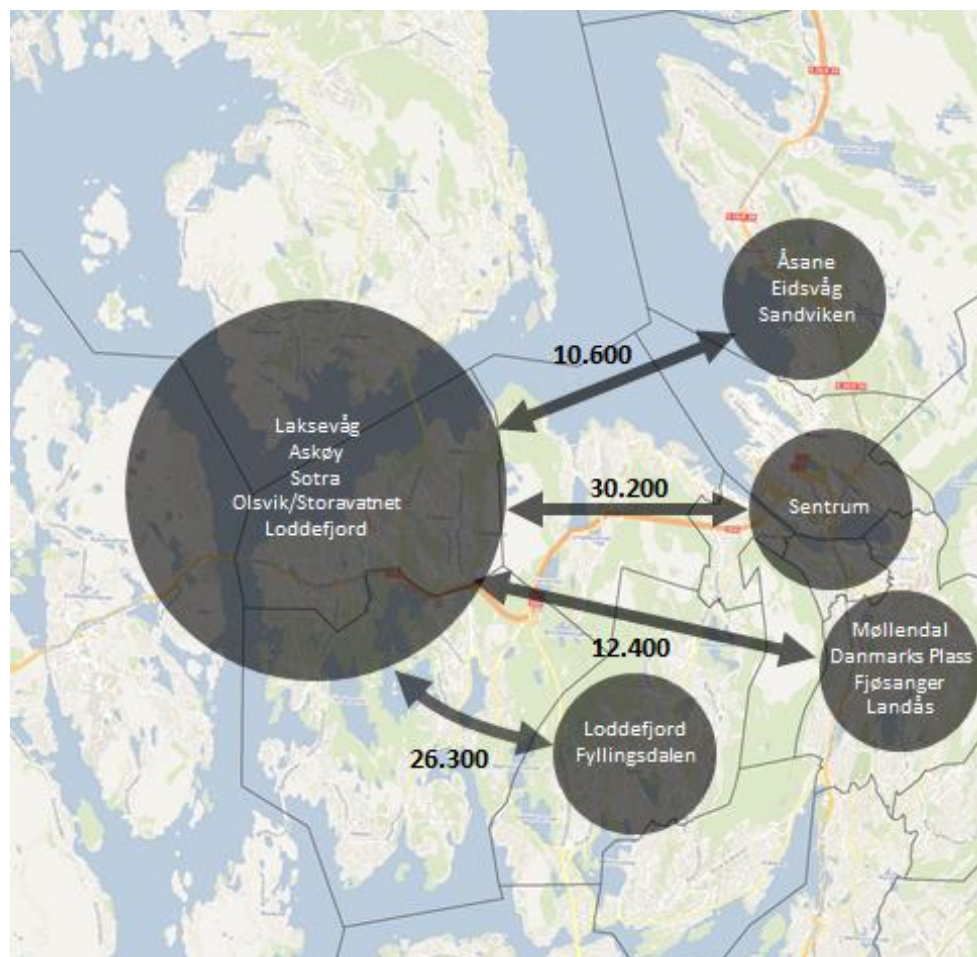 Åsane
Eidsvåg
Sandviken
10.600
Laksevåg
Askøy
Sotra
Olsvik/Storavatnet
Loddefjord
30.200
Sentrum
12.400
Møllendal
Danmarks Plass
Fjøsanger
Landås
26.300
Loddefjord
Fyllingsdalen